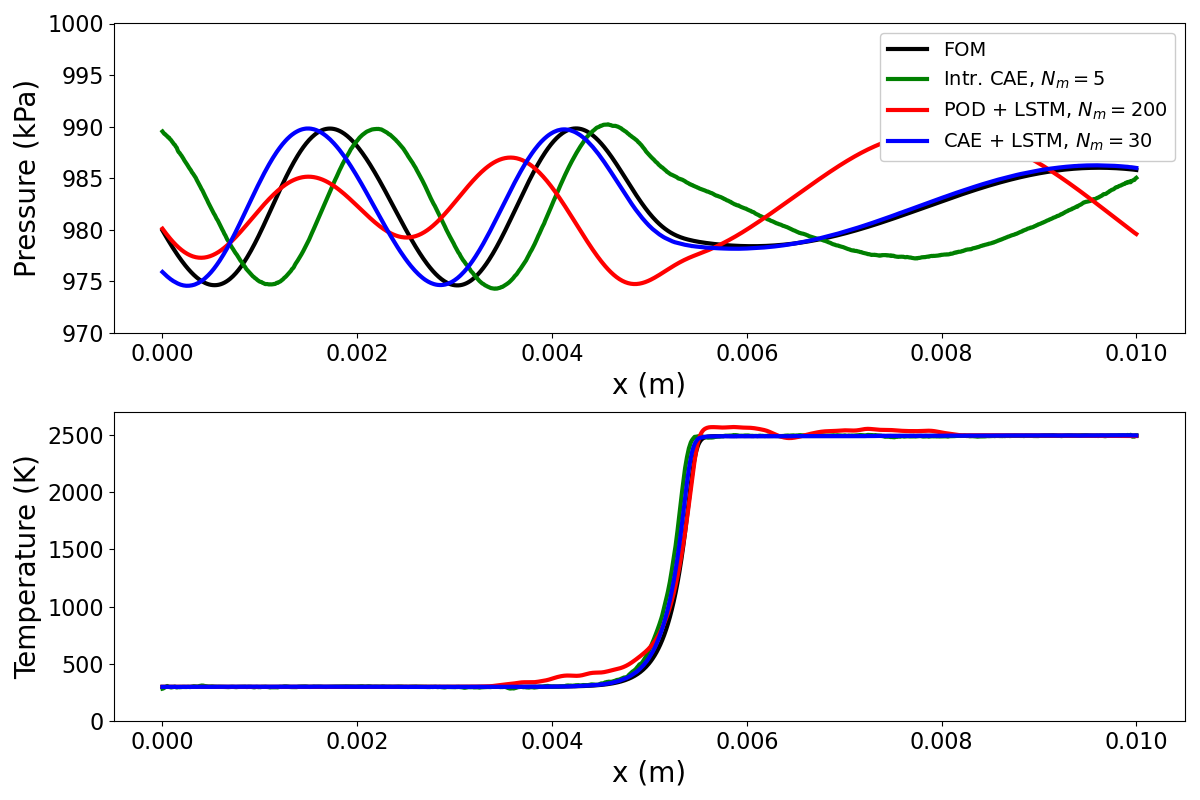 1000
995
990
985
980
975
970
Pressure (kPa)
FOM
Intr. CAE, $N_m = 5$
POD + LSTM, $N_m = 200$
CAE + LSTM, $N_m = 30$
0.000 0.002 0.004 0.006 0.008 0.010
x (m)
2500
2000
1500
1000
500
0
Temperature (K)
0.000 0.002 0.004 0.006 0.008 0.010
x (m)